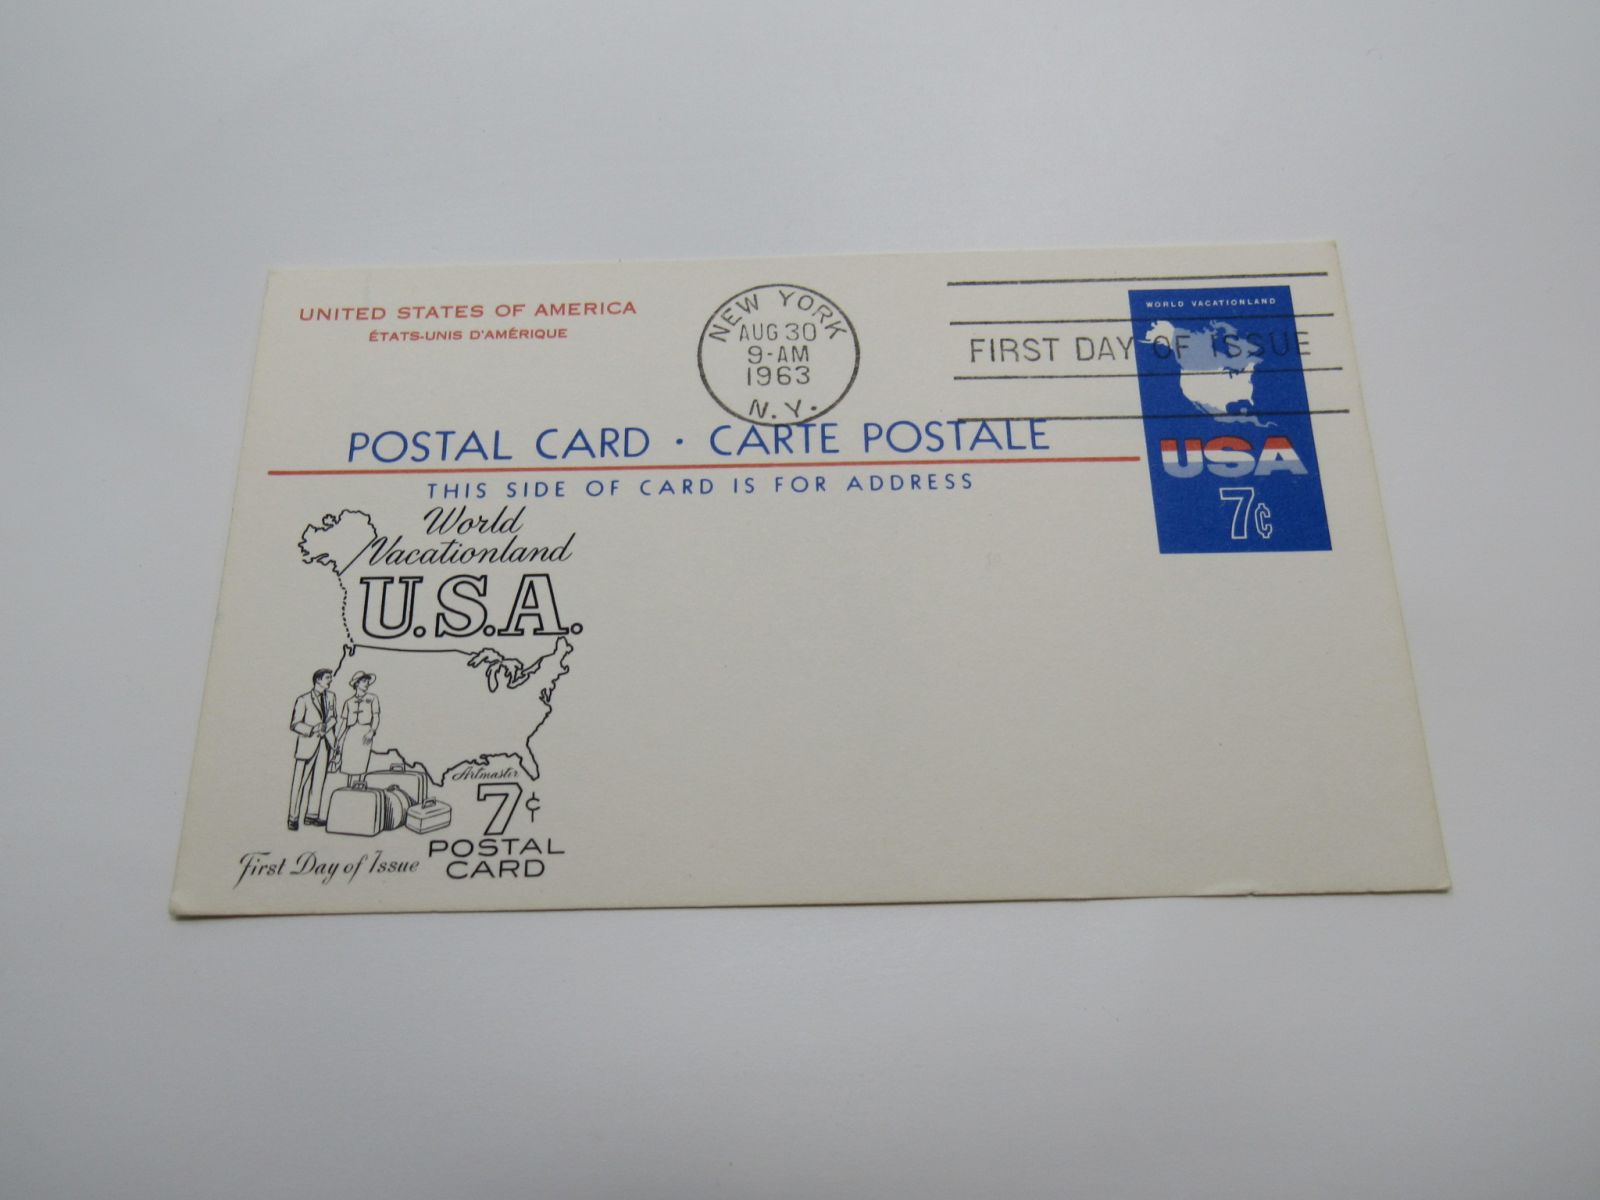 UNITED STATES OF AMERICA
ÉTATS-UNIS D'AMÉRIQUE
NEW YORK
AUG 30
9-AM
1963
N.Y.
FIRST DAY OF ISSUE
WORLD VACATIONLAND
USA
7¢
POSTAL CARD · CARTE POSTALE
THIS SIDE OF CARD IS FOR ADDRESS
World
Vacationland
U.S.A.
Artmaster
7¢
POSTAL
CARD
First Day of Issue